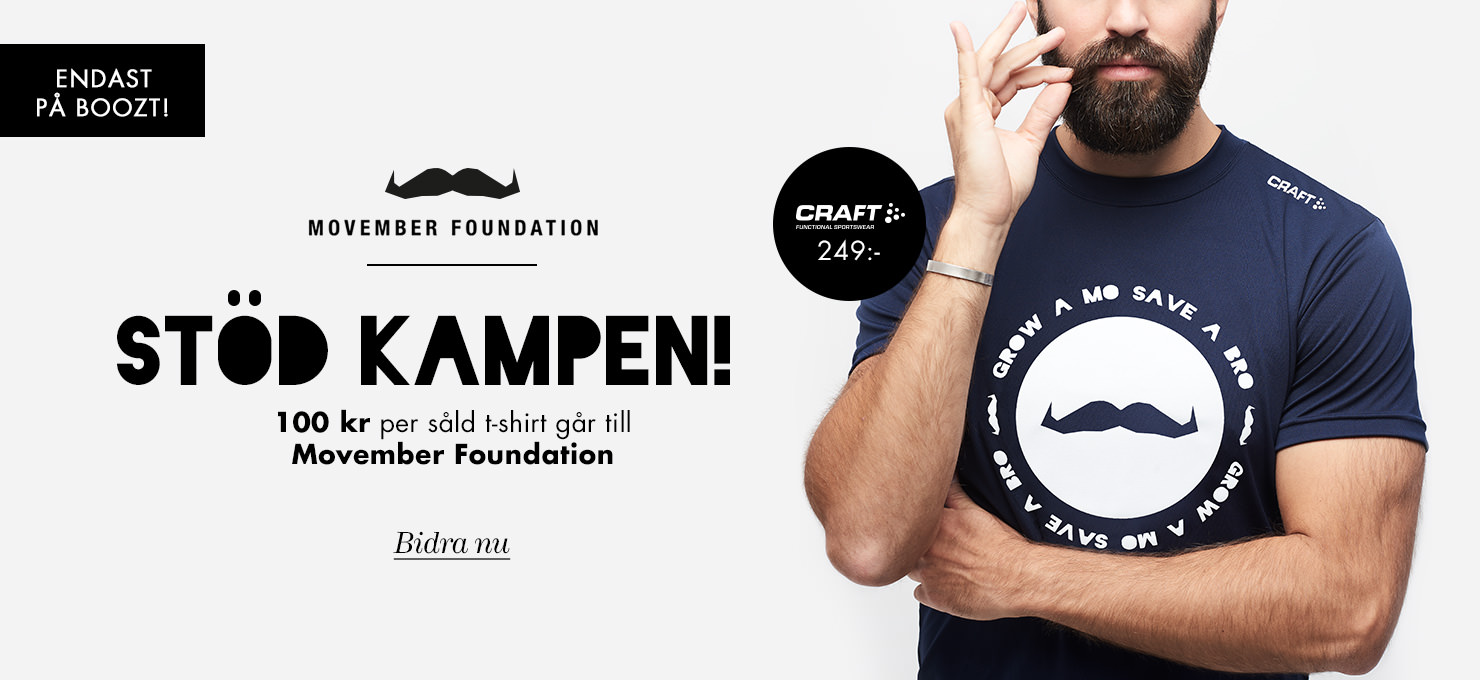 ENDAST
PÅ BOOZT!
MOVEMBER FOUNDATION
STÖD KAMPEN!
100 kr per såld t-shirt går till
Movember Foundation
Bidra nu
CRAFT
FUNCTIONAL SPORTSWEAR
249:-
CRAFT
GROW A MO SAVE A BRO
GROW A MO SAVE A BRO